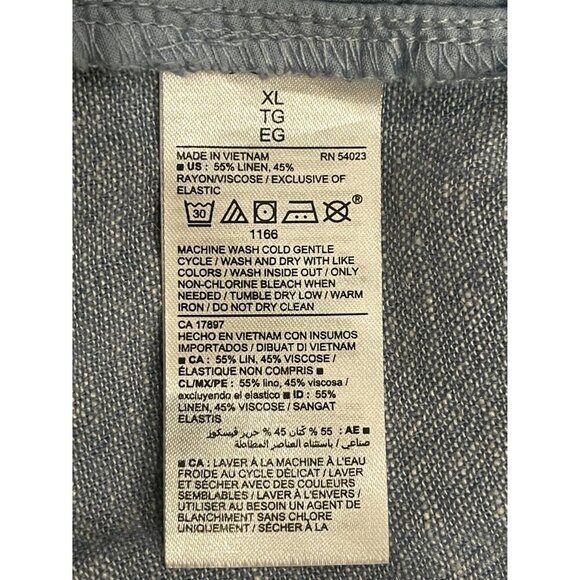 XL
TG
EG
MADE IN VIETNAM RN 54023
■ US : 55% LINEN, 45%
RAYON/VISCOSE / EXCLUSIVE OF
ELASTIC
30 ®
1166
MACHINE WASH COLD GENTLE
CYCLE / WASH AND DRY WITH LIKE
COLORS / WASH INSIDE OUT / ONLY
NON-CHLORINE BLEACH WHEN
NEEDED / TUMBLE DRY LOW / WARM
IRON / DO NOT DRY CLEAN
CA 17897
HECHO EN VIETNAM CON INSUMOS
IMPORTADOS / DIBUAT DI VIETNAM
■ CA : 55% LIN, 45% VISCOSE /
ÉLASTIQUE NON COMPRIS / ■
CL/MX/PE : 55% lino, 45% viscosa /
excluyendo el elastico ■ ID : 55%
LINEN, 45% VISCOSE / SANGAT
ELASTIS
■ AE : 55 % كتان 45 % حرير فيسكوز
صناعي / باستثناء العناصر المطاطة
■ CA : LAVER À LA MACHINE À L'EAU
FROIDE AU CYCLE DÉLICAT / LAVER
ET SÉCHER AVEC DES COULEURS
SEMBLABLES / LAVER À L'ENVERS /
UTILISER AU BESOIN UN AGENT DE
BLANCHIMENT SANS CHLORE
UNIQUEMENT / SÉCHER À LA